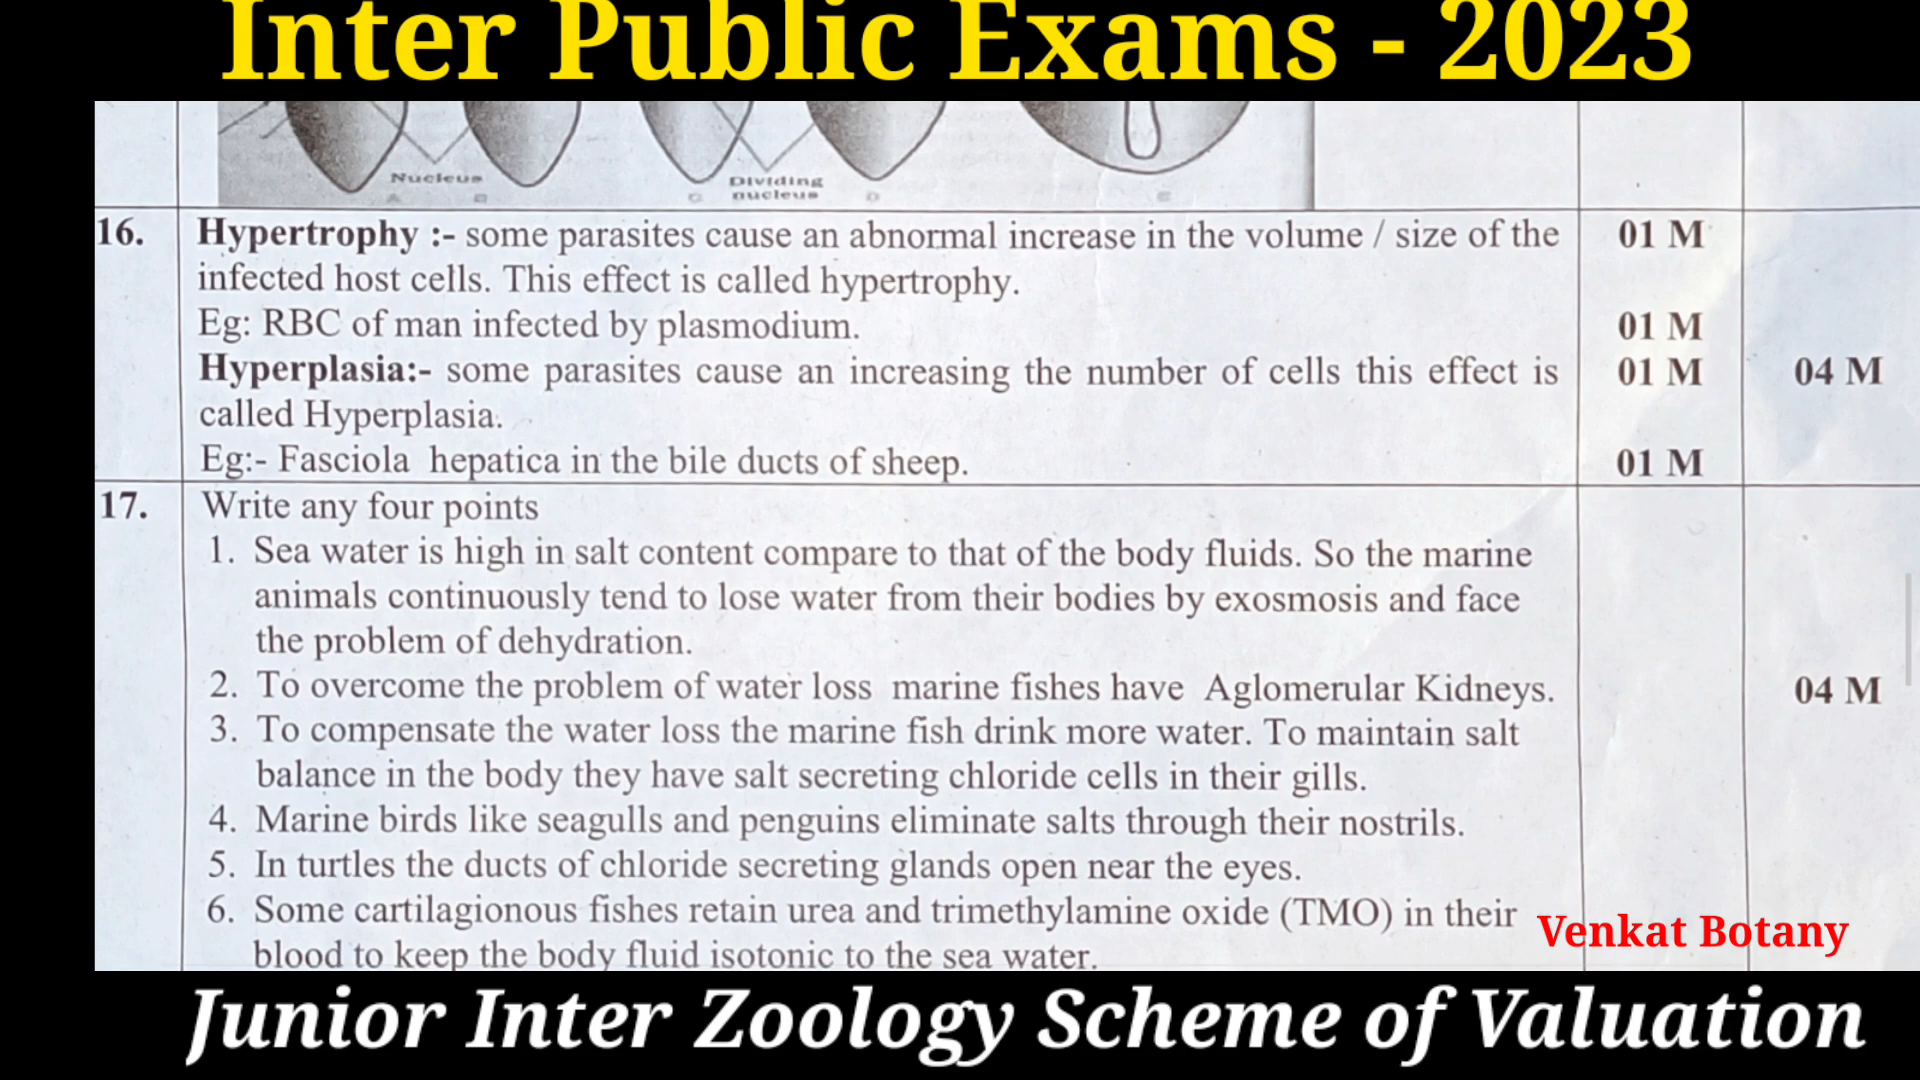 Inter Public Exams - 2023
Nucleus
Dividing
nucleus
A B C D E
16. Hypertrophy :- some parasites cause an abnormal increase in the volume / size of the 01 M
infected host cells. This effect is called hypertrophy.
Eg: RBC of man infected by plasmodium. 01 M
Hyperplasia:- some parasites cause an increasing the number of cells this effect is 01 M 04 M
called Hyperplasia.
Eg:- Fasciola hepatica in the bile ducts of sheep. 01 M
17. Write any four points
1. Sea water is high in salt content compare to that of the body fluids. So the marine
animals continuously tend to lose water from their bodies by exosmosis and face
the problem of dehydration.
2. To overcome the problem of water loss marine fishes have Aglomerular Kidneys. 04 M
3. To compensate the water loss the marine fish drink more water. To maintain salt
balance in the body they have salt secreting chloride cells in their gills.
4. Marine birds like seagulls and penguins eliminate salts through their nostrils.
5. In turtles the ducts of chloride secreting glands open near the eyes.
6. Some cartilagionous fishes retain urea and trimethylamine oxide (TMO) in their
blood to keep the body fluid isotonic to the sea water.
Venkat Botany
Junior Inter Zoology Scheme of Valuation